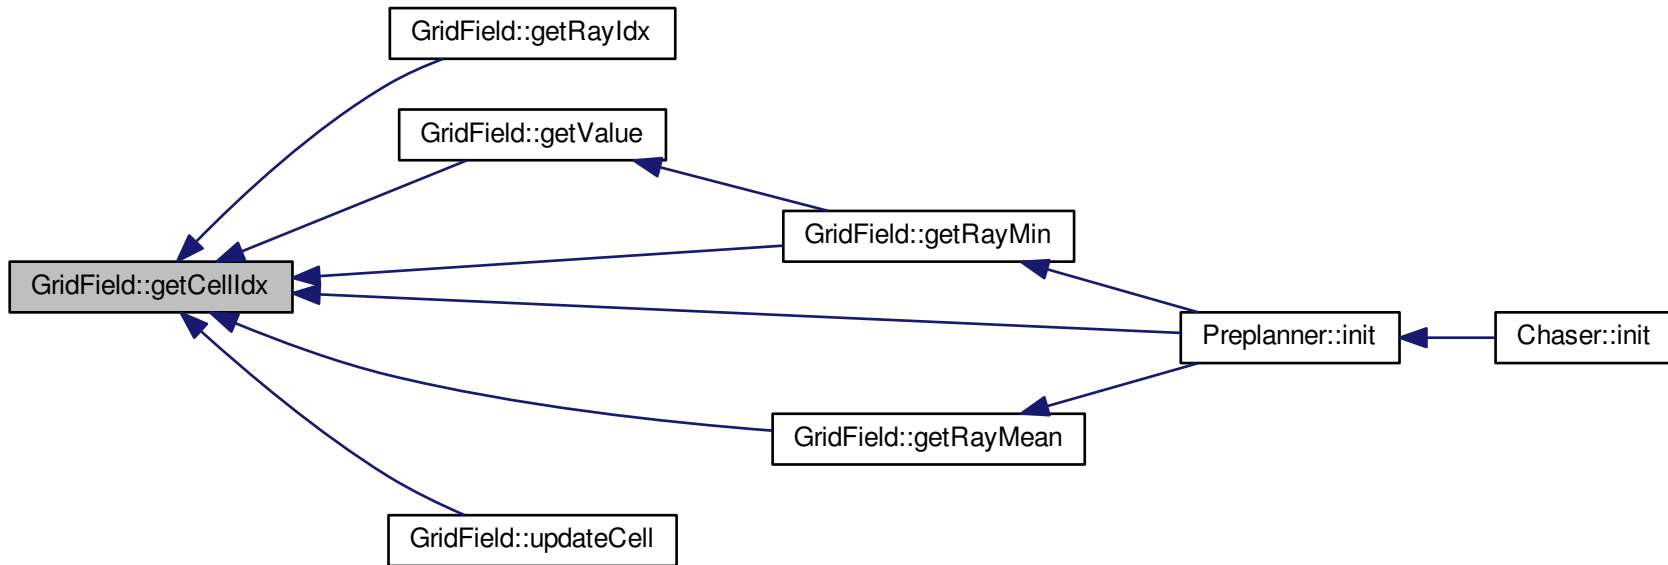 GridField::getRayIdx
GridField::getValue
GridField::getRayMin
GridField::getCellIdx
Preplanner::init
Chaser::init
GridField::getRayMean
GridField::updateCell